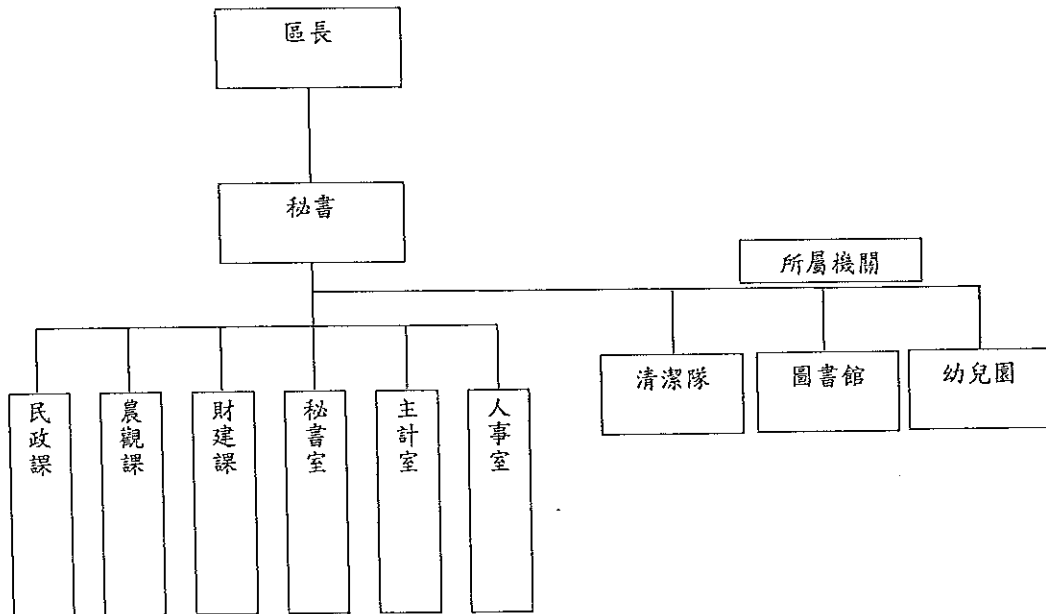 區長
秘書
所屬機關
清潔隊
圖書館
幼兒園
民政課
農觀課
財建課
秘書室
主計室
人事室